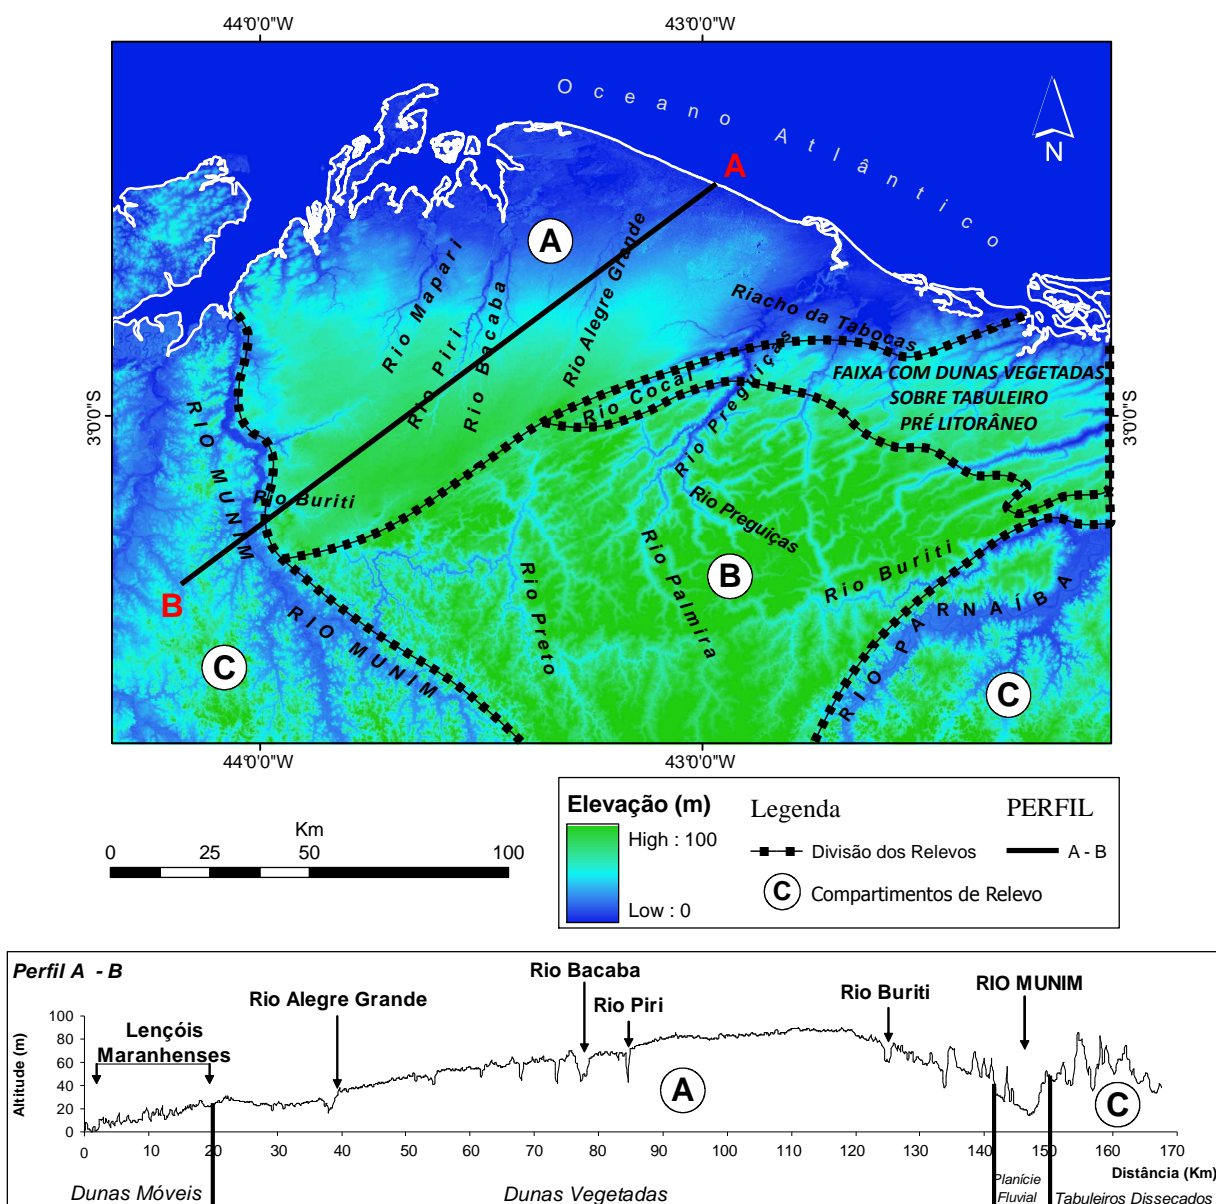 44°0'0"W
43°0'0"W
Oceano Atlântico
N
A
A
Rio Mapari
Rio Piri
Rio Bacaba
Rio Alegre Grande
Riacho da Tabocas
Rio Cocal
Rio Preguiças
FAIXA COM DUNAS VEGETADAS
SOBRE TABULEIRO
PRÉ LITORÂNEO
3°0'0"S
3°0'0"S
RIO MUNIM
Rio Buriti
Rio Preguiças
B
B
Rio Buriti
Rio Palmira
Rio Preto
RIO MUNIM
RIO PARNAÍBA
C
C
44°0'0"W
43°0'0"W
Km
0 25 50 100
Elevação (m)
High : 100
Low : 0
Legenda
Divisão dos Relevos
C Compartimentos de Relevo
PERFIL
A - B
Perfil A - B
Lençóis
Maranhenses
Rio Alegre Grande
Rio Bacaba
Rio Piri
Rio Buriti
RIO MUNIM
Altitude (m)
100
80
60
40
20
0
A
C
0 10 20 30 40 50 60 70 80 90 100 110 120 130 140 150 160 170
Distância (Km)
Dunas Móveis
Dunas Vegetadas
Planície
Fluvial
Tabuleiros Dissecados